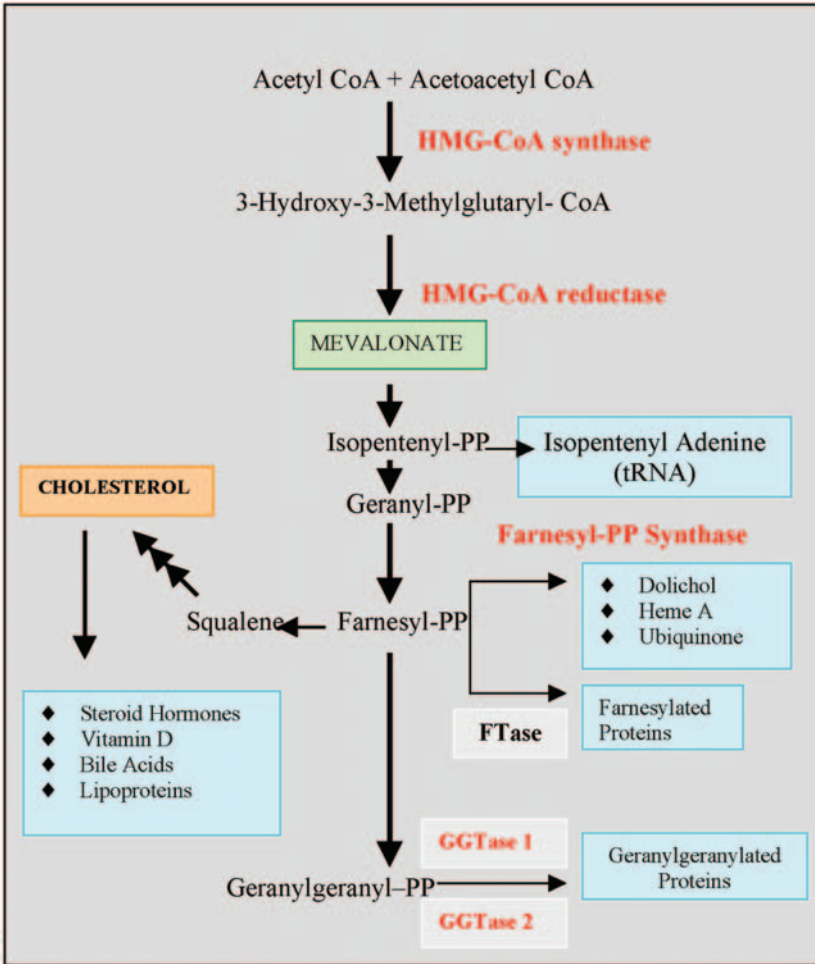 Acetyl CoA + Acetoacetyl CoA
HMG-CoA synthase
3-Hydroxy-3-Methylglutaryl- CoA
HMG-CoA reductase
MEVALONATE
Isopentenyl-PP
Isopentenyl Adenine
(tRNA)
CHOLESTEROL
Geranyl-PP
Farnesyl-PP Synthase
◆ Dolichol
◆ Heme A
◆ Ubiquinone
Squalene
Farnesyl-PP
◆ Steroid Hormones
◆ Vitamin D
◆ Bile Acids
◆ Lipoproteins
FTase
Farnesylated
Proteins
GGTase 1
Geranylgeranyl–PP
GGTase 2
Geranylgeranylated
Proteins